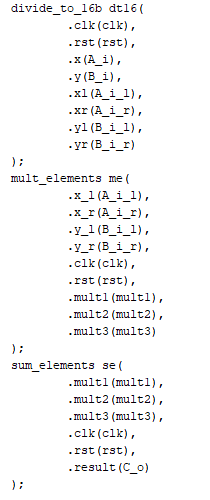 divide_to_16b dt16(
.clk(clk),
.rst(rst),
.x(A_i),
.y(B_i),
.xl(A_i_l),
.xr(A_i_r),
.yl(B_i_l),
.yr(B_i_r)
);
mult_elements me(
.x_l(A_i_l),
.x_r(A_i_r),
.y_l(B_i_l),
.y_r(B_i_r),
.clk(clk),
.rst(rst),
.mult1(mult1),
.mult2(mult2),
.mult3(mult3)
);
sum_elements se(
.mult1(mult1),
.mult2(mult2),
.mult3(mult3),
.clk(clk),
.rst(rst),
.result(C_o)
);